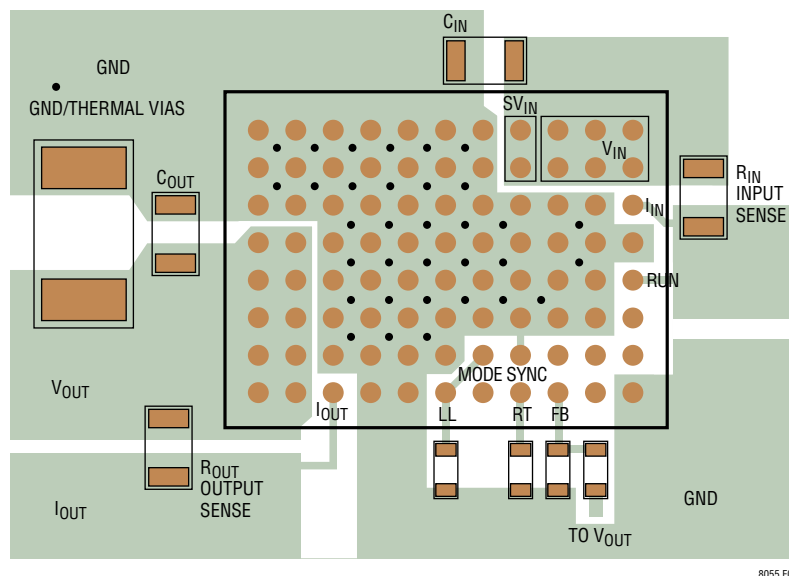 CIN
GND
GND/THERMAL VIAS
SVIN
VIN
COUT
RIN
INPUT
SENSE
IIN
RUN
MODE SYNC
VOUT
IOUT
LL
RT
FB
ROUT
OUTPUT
SENSE
IOUT
GND
TO VOUT